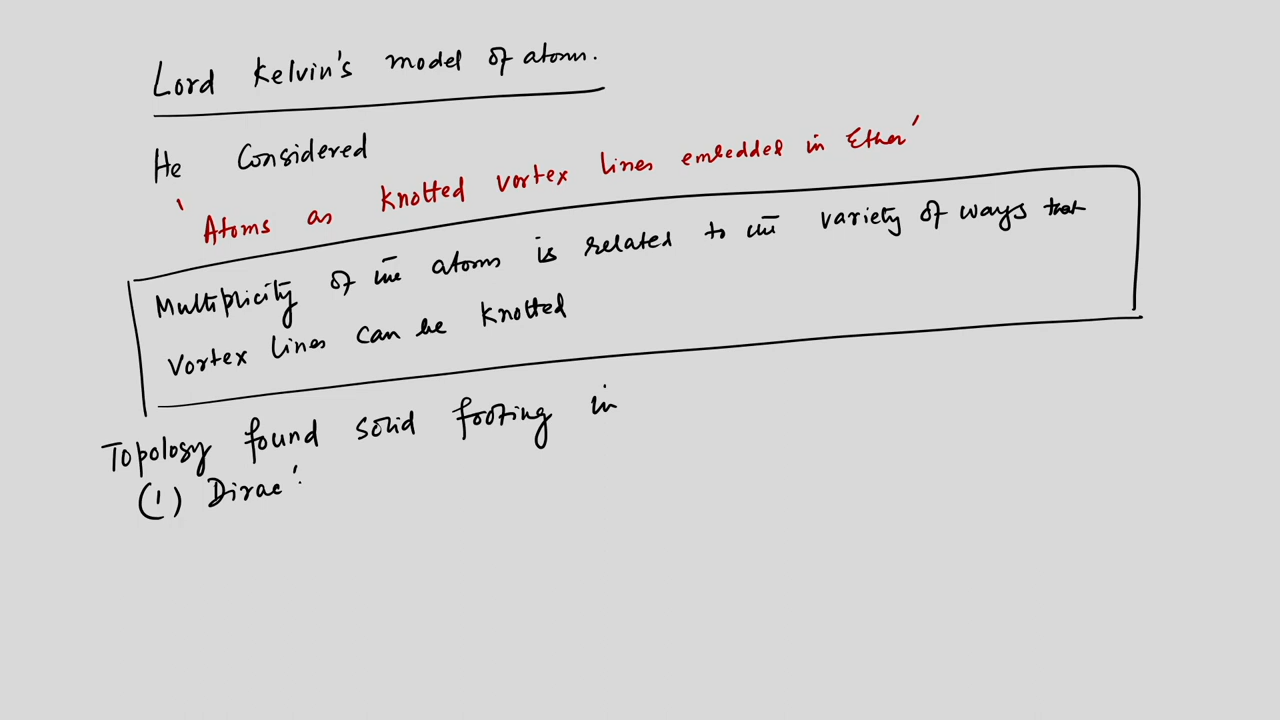 Lord Kelvin's model of atom.
He Considered
'Atoms as knotted vortex lines embedded in Ether'
Multiplicity of the atoms is related to the variety of ways that
Vortex lines can be knotted
Topology found solid footing in
(1) Dirac'